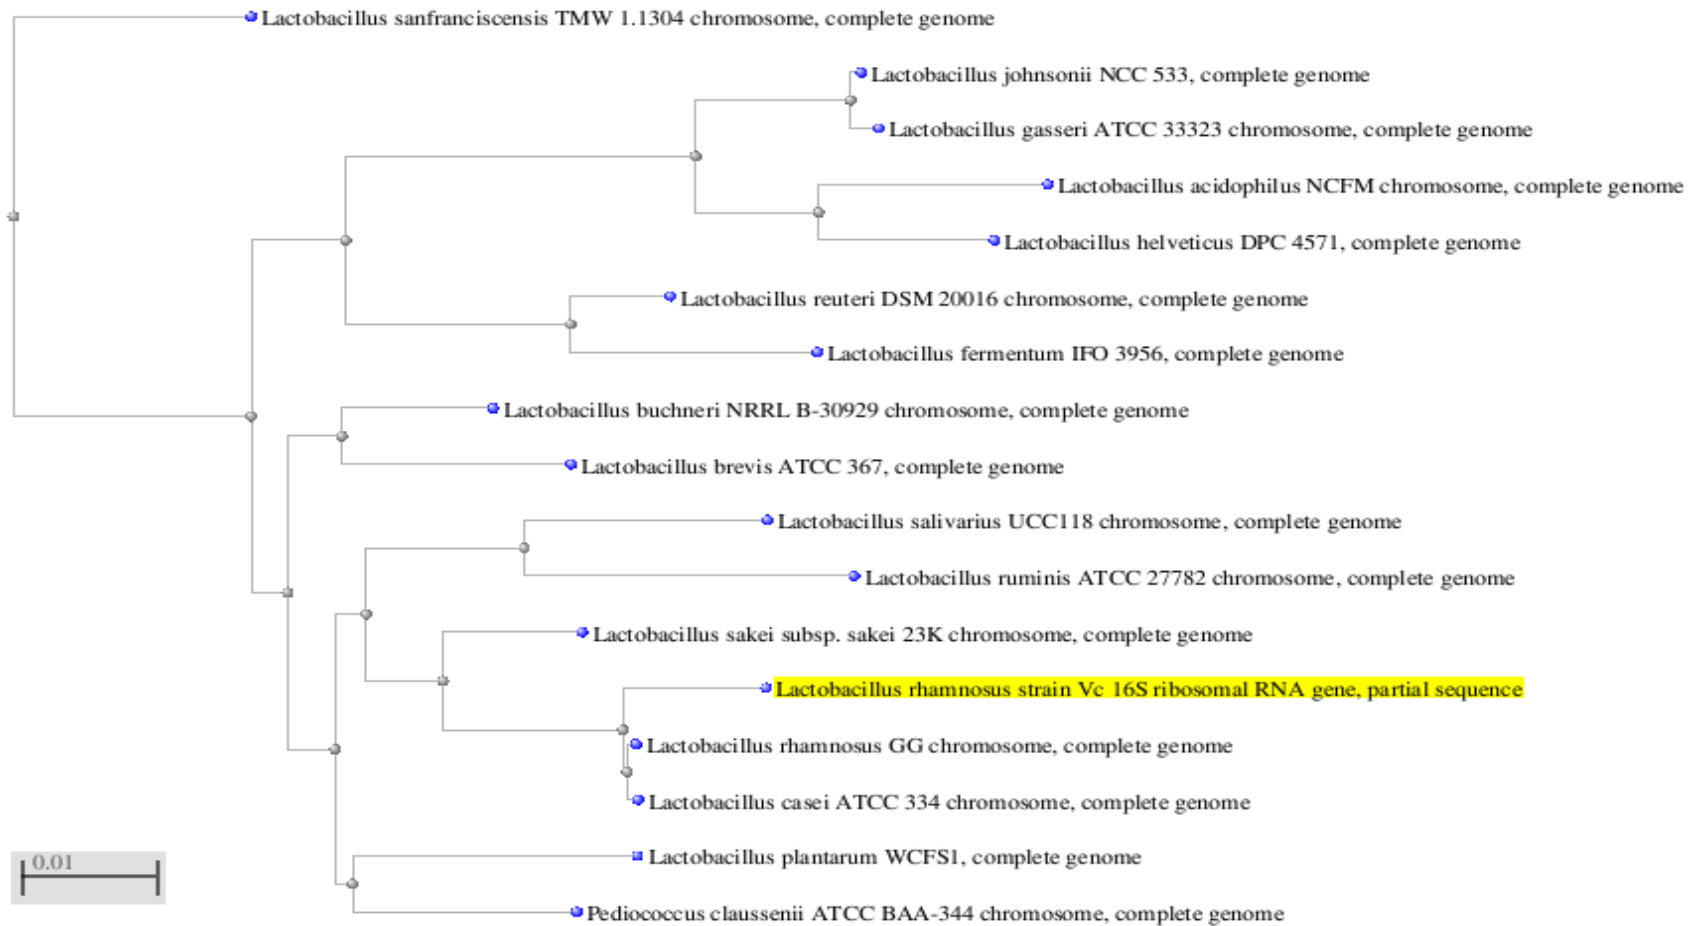 Lactobacillus sanfranciscensis TMW 1.1304 chromosome, complete genome
Lactobacillus johnsonii NCC 533, complete genome
Lactobacillus gasseri ATCC 33323 chromosome, complete genome
Lactobacillus acidophilus NCFM chromosome, complete genome
Lactobacillus helveticus DPC 4571, complete genome
Lactobacillus reuteri DSM 20016 chromosome, complete genome
Lactobacillus fermentum IFO 3956, complete genome
Lactobacillus buchneri NRRL B-30929 chromosome, complete genome
Lactobacillus brevis ATCC 367, complete genome
Lactobacillus salivarius UCC118 chromosome, complete genome
Lactobacillus ruminis ATCC 27782 chromosome, complete genome
Lactobacillus sakei subsp. sakei 23K chromosome, complete genome
Lactobacillus rhamnosus strain Vc 16S ribosomal RNA gene, partial sequence
Lactobacillus rhamnosus GG chromosome, complete genome
Lactobacillus casei ATCC 334 chromosome, complete genome
Lactobacillus plantarum WCFS1, complete genome
0.01
Pediococcus claussenii ATCC BAA-344 chromosome, complete genome